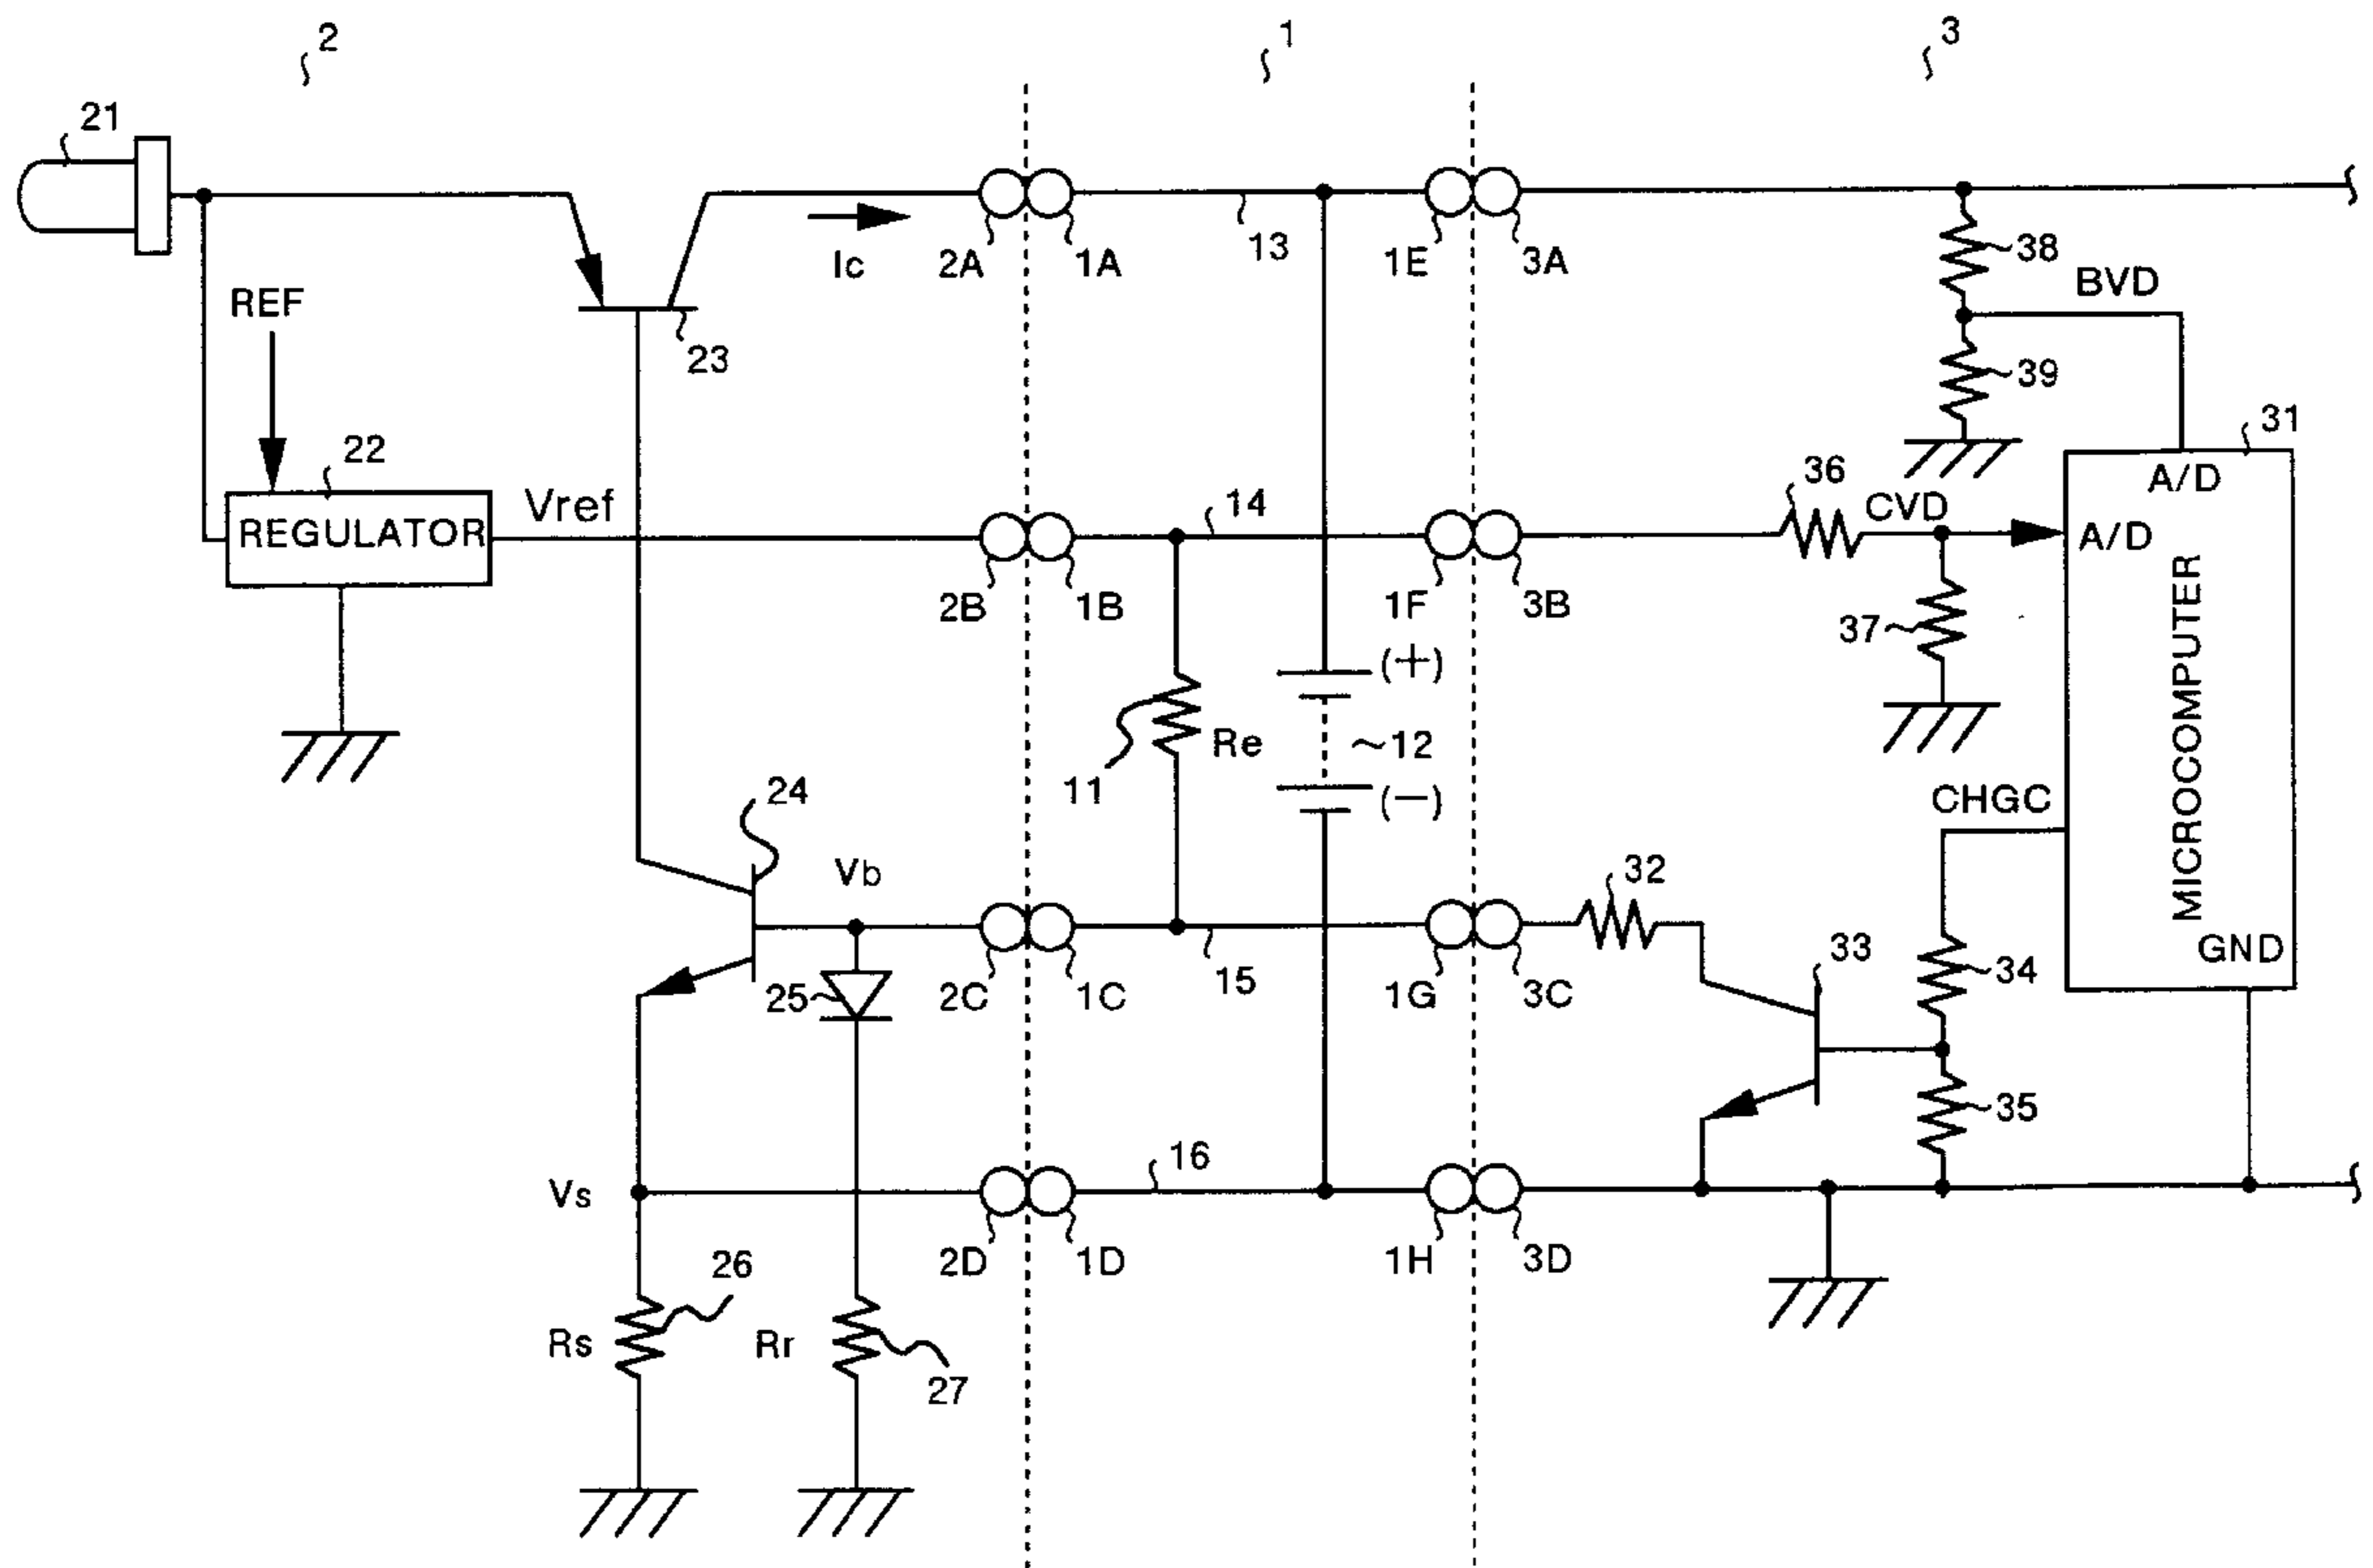 2
1
3
21
2A
1A
13
1E
3A
Ic
38
BVD
REF
23
39
31
22
REGULATOR
Vref
2B
1B
14
1F
3B
36
CVD
A/D
A/D
MICROCOMPUTER
37
(+)
11
Re
12
(—)
CHGC
24
Vb
25
2C
1C
15
1G
3C
32
33
34
GND
35
Vs
2D
1D
16
1H
3D
26
Rs
Rr
27